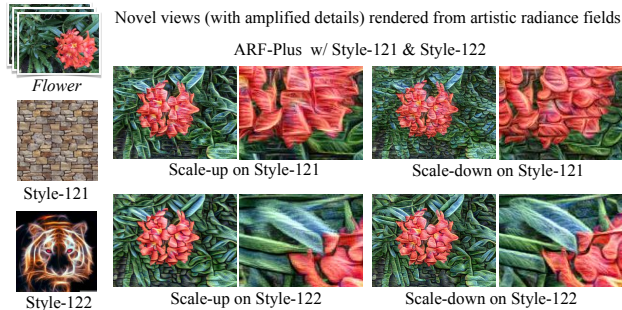 Novel views (with amplified details) rendered from artistic radiance fields
ARF-Plus w/ Style-121 & Style-122
Flower
Style-121
Style-122
Scale-up on Style-121
Scale-down on Style-121
Scale-up on Style-122
Scale-down on Style-122